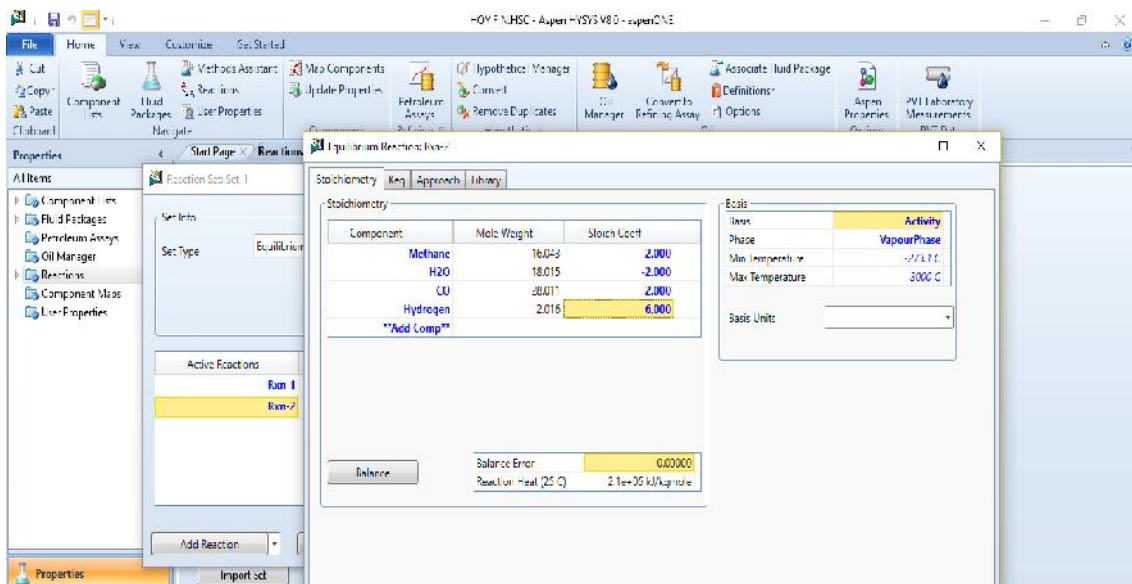 HOME N.HSC - Aspen HYSYS V8.0 - aspenONE
File Home View Customize Get Started
Cut
Copy
Paste
Clipboard
Component Lists
Fluid Packages
Methods Assistant
Reactions
User Properties
Navigate
Map Components
Update Properties
Petroleum Assays
Hypothetical Manager
Convert
Remove Duplicates
Oil Manager
Convert to Refining Assay
Associate Fluid Package
Definitions
Options
Aspen Properties
PVT Laboratory Measurements
Properties
All Items
Component Lists
Fluid Packages
Petroleum Assays
Oil Manager
Reactions
Component Maps
User Properties
Properties
Start Page Reactions
Reaction Set: Set-1
Set Info
Set Type Equilibrium
Active Reactions
Rxn-1
Rxn-2
Add Reaction
Import Set
Equilibrium Reaction: Rxn-2
Stoichiometry Keq Approach Library
Stoichiometry
Component Mole Weight Stoich Coeff
Methane 16.043 2.000
H2O 18.015 -2.000
CO 28.011 2.000
Hydrogen 2.016 6.000
**Add Comp**
Balance
Balance Error 0.00000
Reaction Heat (25 C) 2.1e+05 kJ/kgmole
Basis
Basis Activity
Phase VapourPhase
Min Temperature -273.1 C
Max Temperature 3000 C
Basis Units